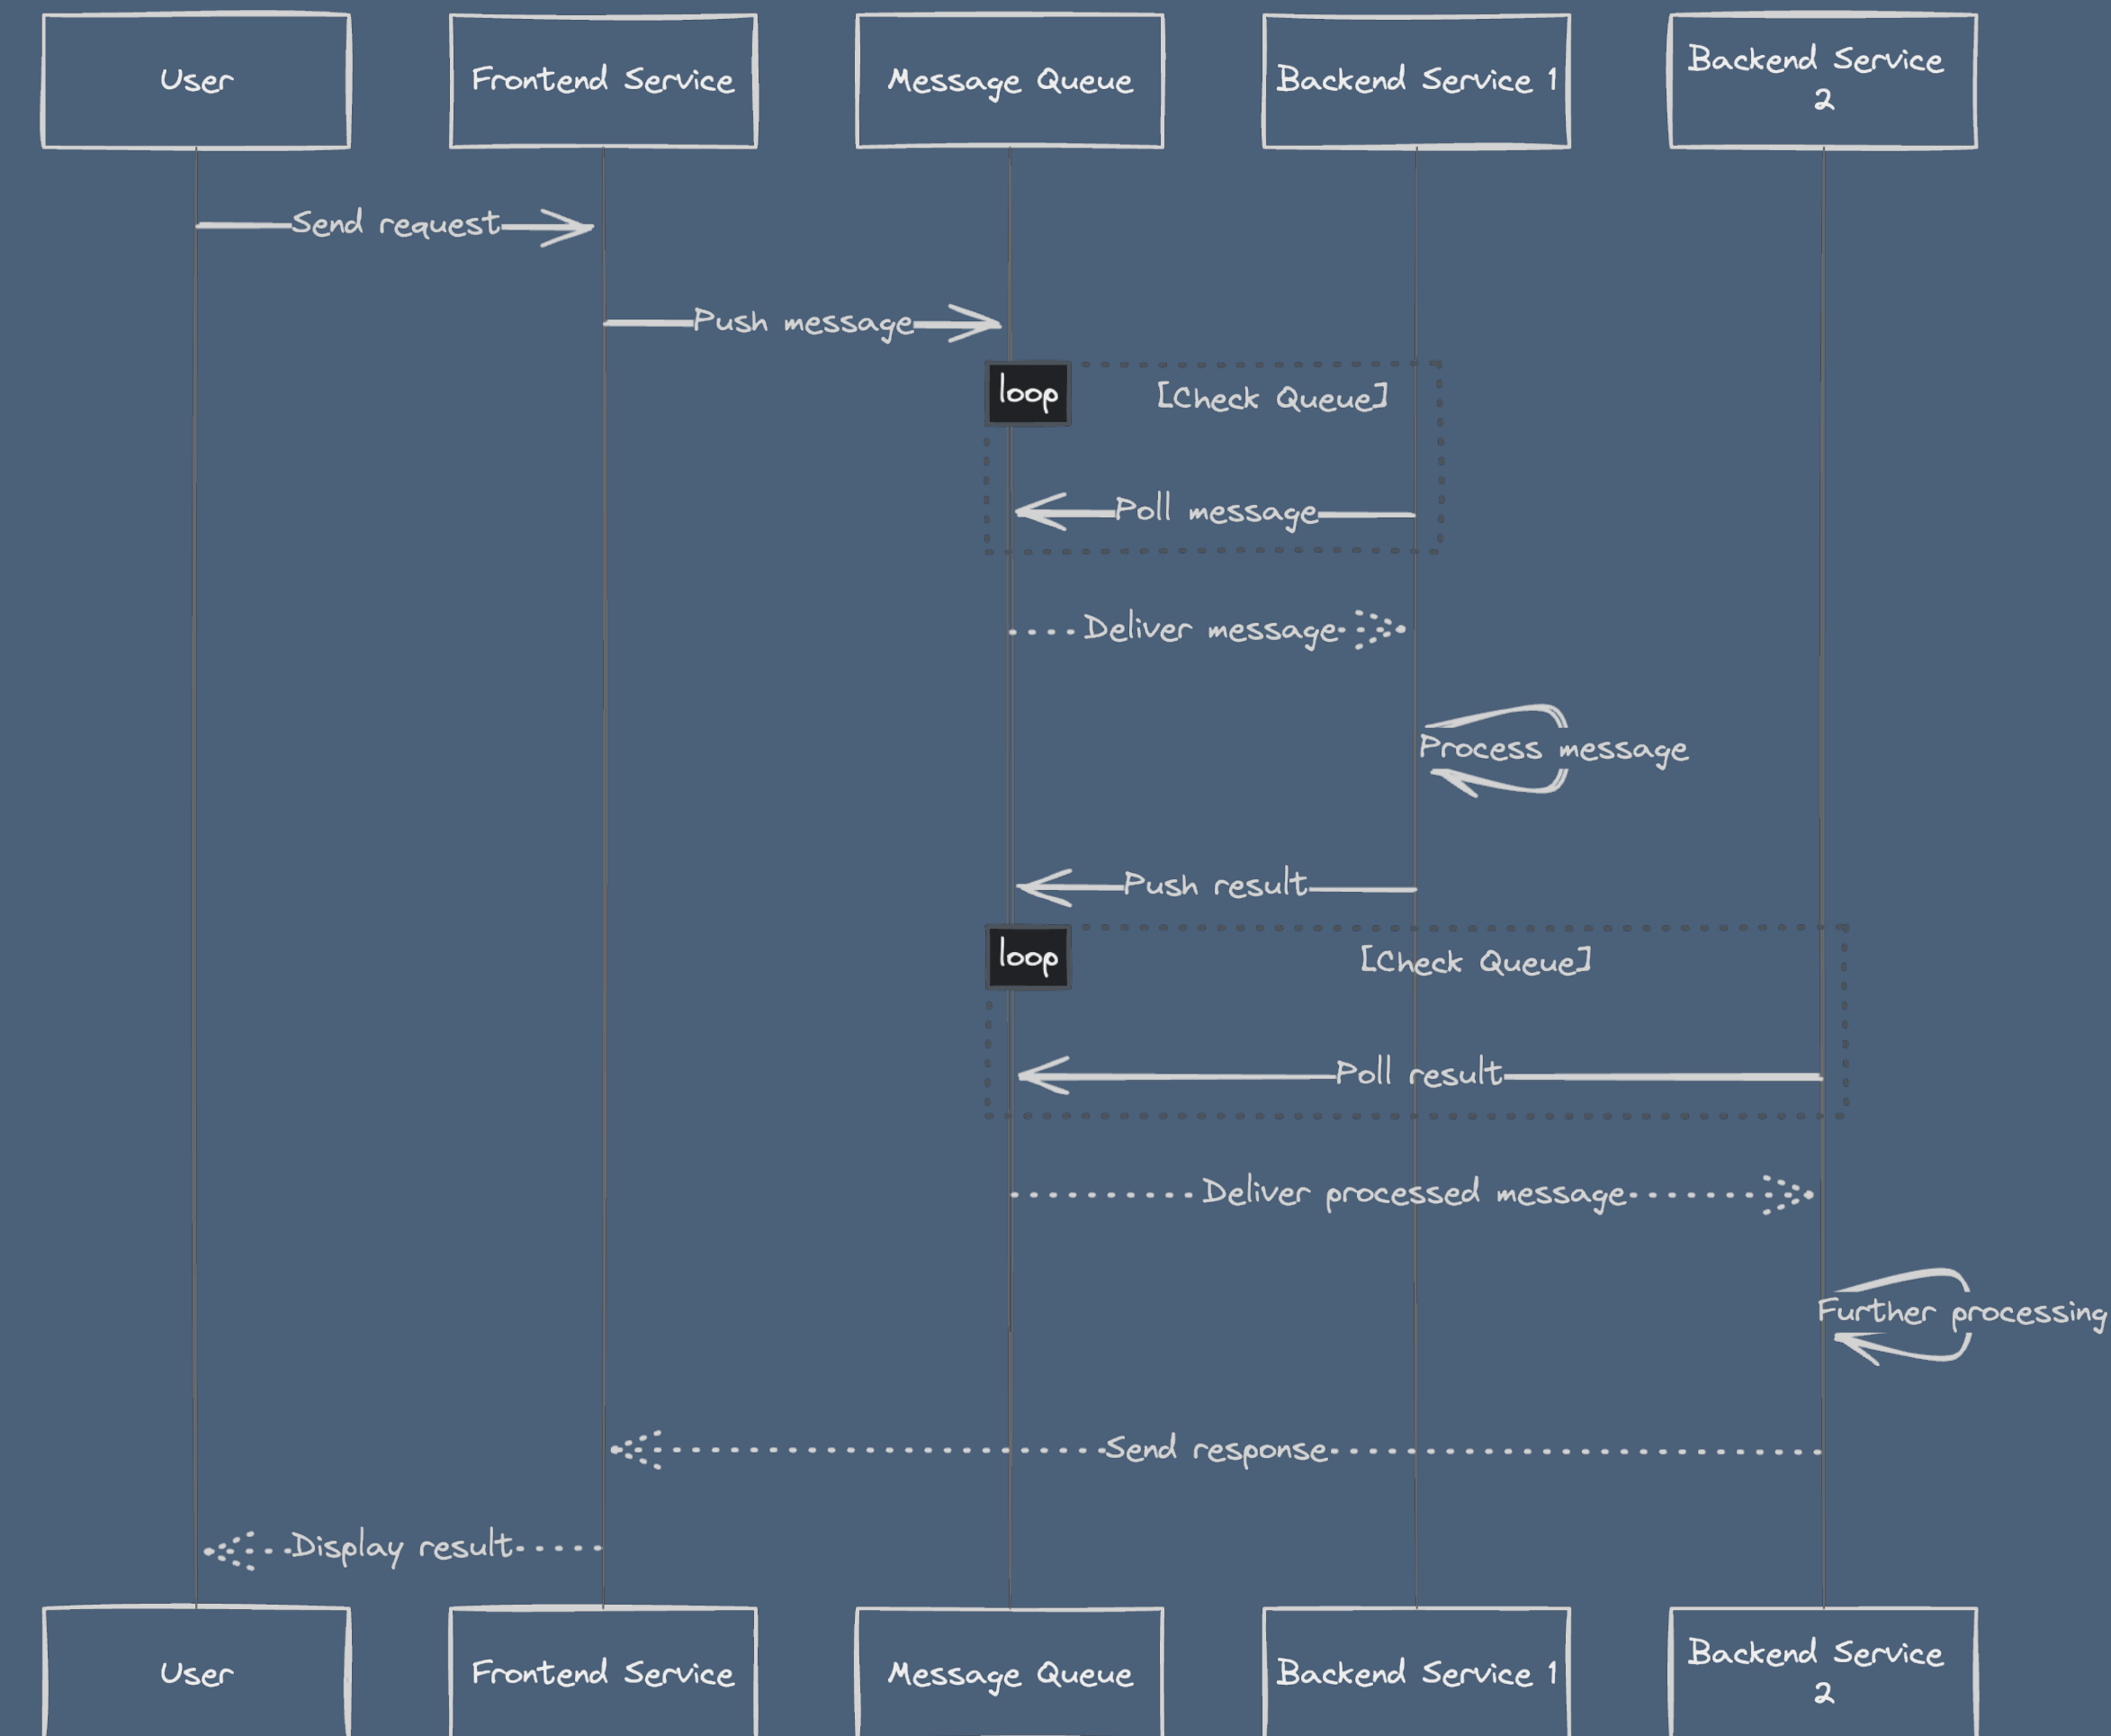 User
Frontend Service
Message Queue
Backend Service 1
Backend Service
2
Send request
Push message
loop
[Check Queue]
Poll message
Deliver message
Process message
Push result
loop
[Check Queue]
Poll result
Deliver processed message
Further processing
Send response
Display result
User
Frontend Service
Message Queue
Backend Service 1
Backend Service
2